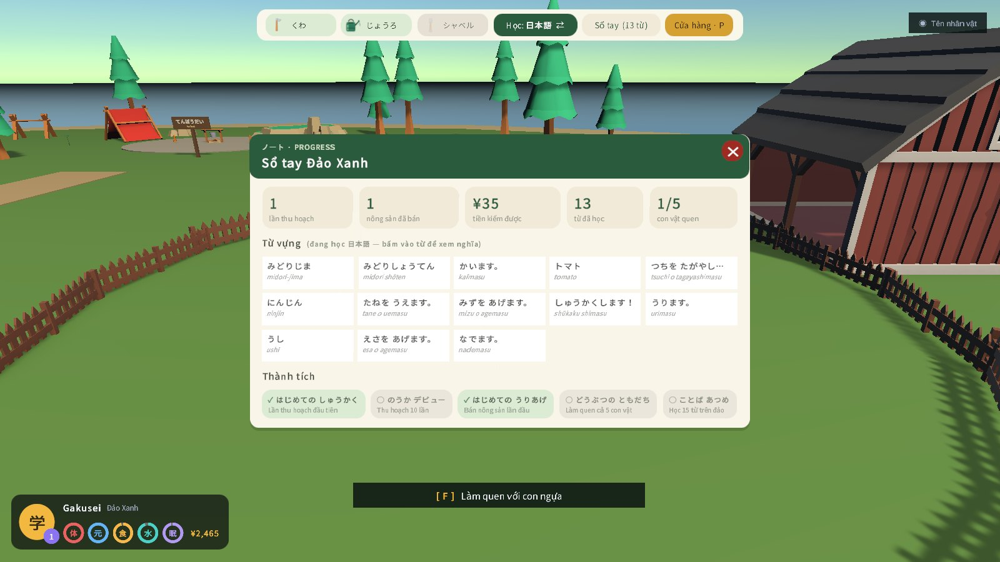 くわ
じょうろ
シャベル
Học: 日本語 ⇄
Sổ tay (13 từ)
Cửa hàng · P
◉ Tên nhân vật
てんぼうだい
ノート · PROGRESS
Sổ tay Đảo Xanh
1
lần thu hoạch
1
nông sản đã bán
¥35
tiền kiếm được
13
từ đã học
1/5
con vật quen
Từ vựng (đang học 日本語 — bấm vào từ để xem nghĩa)
みどりじま
midori-jima
みどりしょうてん
midori shōten
かいます。
kaimasu
トマト
tomato
つちを たがやし…
tsuchi o tagayashimasu
にんじん
ninjin
たねを うえます。
tane o uemasu
みずを あげます。
mizu o agemasu
しゅうかくします！
shūkaku shimasu
うります。
urimasu
うし
ushi
えさを あげます。
esa o agemasu
なでます。
nademasu
Thành tích
✓ はじめての しゅうかく
Lần thu hoạch đầu tiên
○ のうか デビュー
Thu hoạch 10 lần
✓ はじめての うりあげ
Bán nông sản lần đầu
○ どうぶつの ともだち
Làm quen cả 5 con vật
○ ことば あつめ
Học 15 từ trên đảo
[ F ] Làm quen với con ngựa
学
1
Gakusei Đảo Xanh
体 元 食 水 眠 ¥2,465